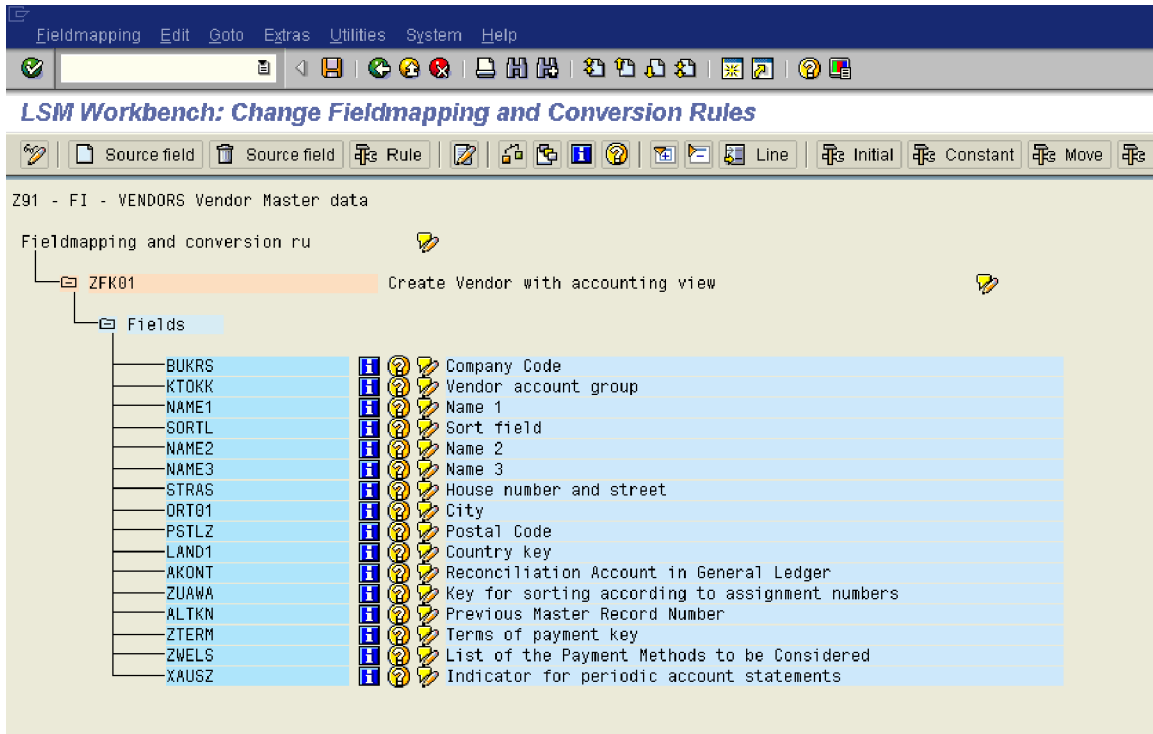 Fieldmapping Edit Goto Extras Utilities System Help
LSM Workbench: Change Fieldmapping and Conversion Rules
Source field Source field Rule Line Initial Constant Move
Z91 - FI - VENDORS Vendor Master data
Fieldmapping and conversion ru
ZFK01 Create Vendor with accounting view
Fields
BUKRS Company Code
KTOKK Vendor account group
NAME1 Name 1
SORTL Sort field
NAME2 Name 2
NAME3 Name 3
STRAS House number and street
ORT01 City
PSTLZ Postal Code
LAND1 Country key
AKONT Reconciliation Account in General Ledger
ZUAWA Key for sorting according to assignment numbers
ALTKN Previous Master Record Number
ZTERM Terms of payment key
ZWELS List of the Payment Methods to be Considered
XAUSZ Indicator for periodic account statements